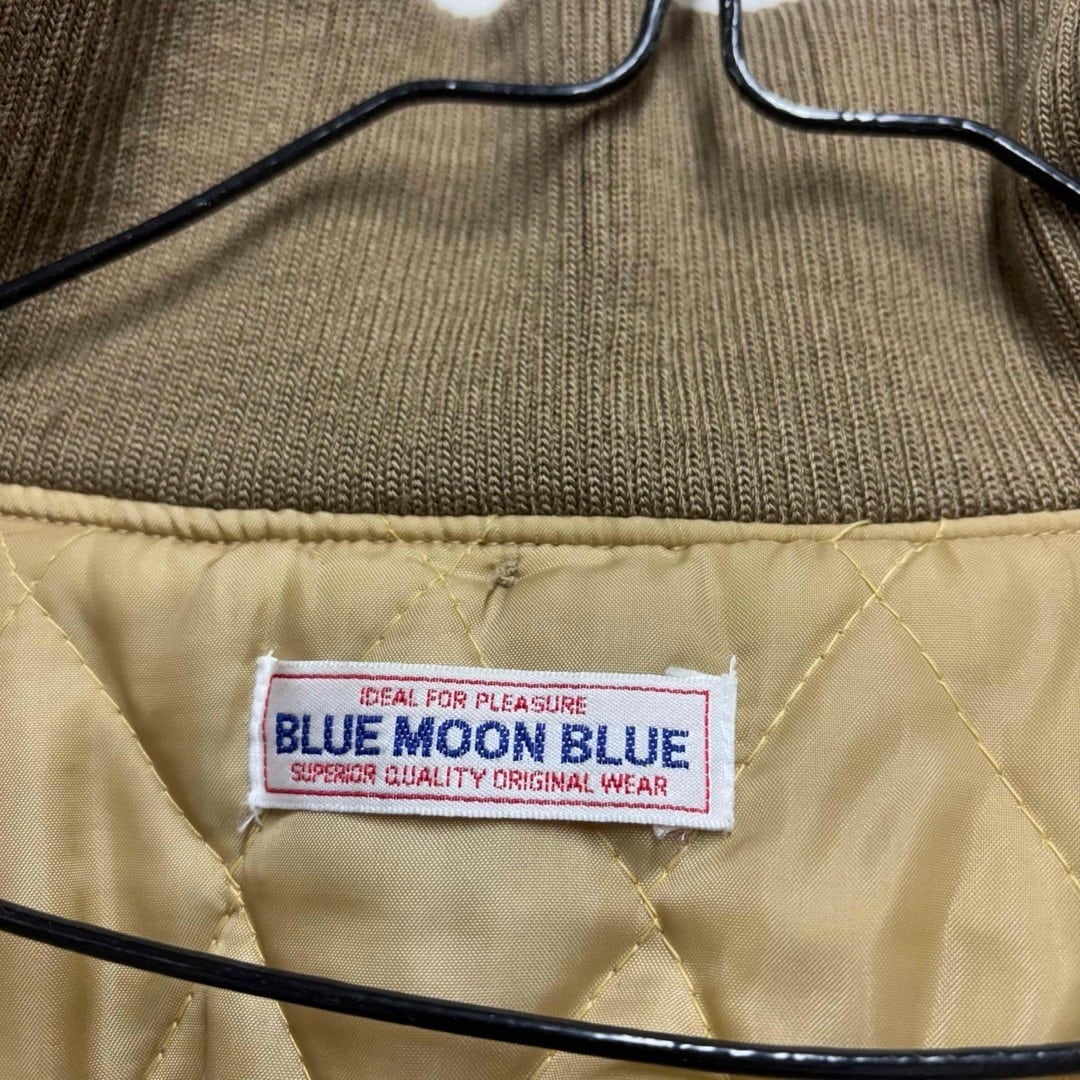 IDEAL FOR PLEASURE
BLUE MOON BLUE
SUPERIOR QUALITY ORIGINAL WEAR